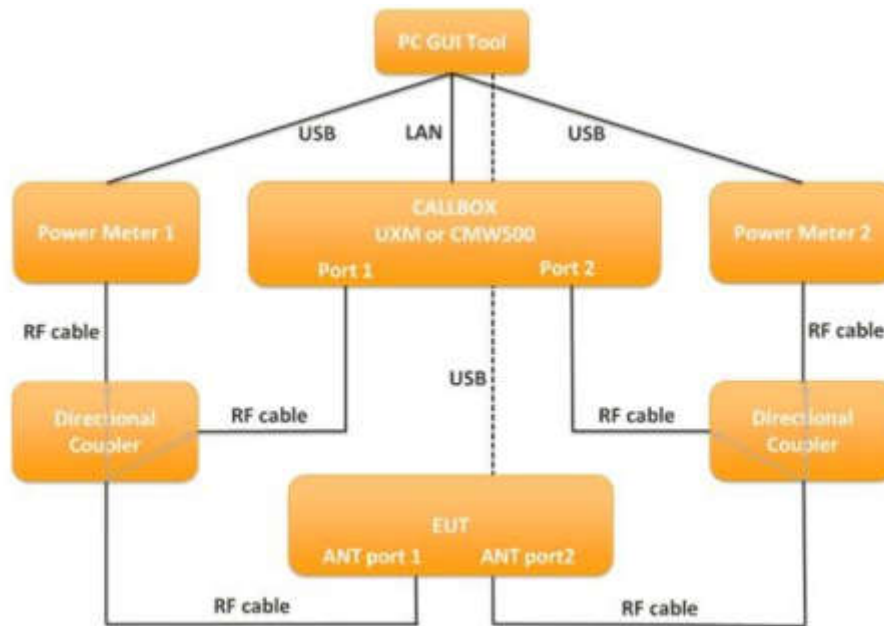 PC GUI Tool
USB
LAN
USB
Power Meter 1
CALLBOX
UXM or CMW500
Port 1
Port 2
Power Meter 2
RF cable
USB
RF cable
Directional
Coupler
RF cable
RF cable
Directional
Coupler
EUT
ANT port 1
ANT port2
RF cable
RF cable